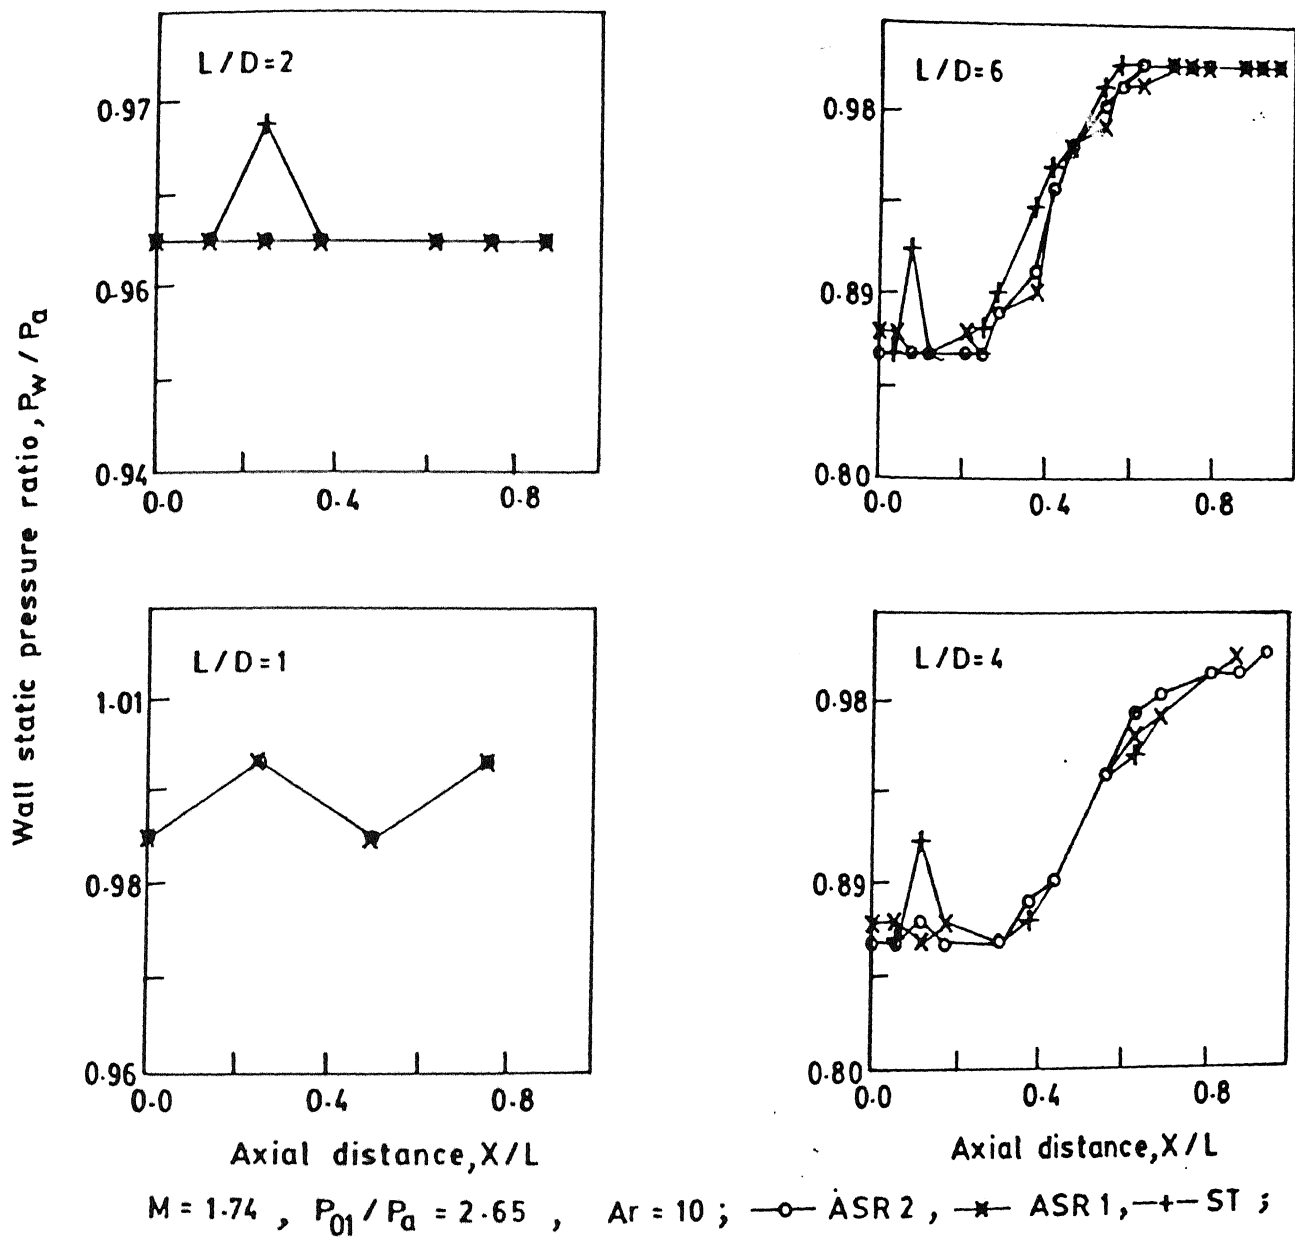 Wall static pressure ratio, Pw / Pa
L/D=2
0.97
0.96
0.94
0.0 0.4 0.8
L/D=6
0.98
0.89
0.80
0.0 0.4 0.8
L/D=1
1.01
0.98
0.96
0.0 0.4 0.8
Axial distance, X/L
L/D=4
0.98
0.89
0.80
0.0 0.4 0.8
Axial distance, X/L
M = 1.74 , P01 / Pa = 2.65 , Ar = 10 ; —o— ASR 2 , —x— ASR 1 , —+— ST ;